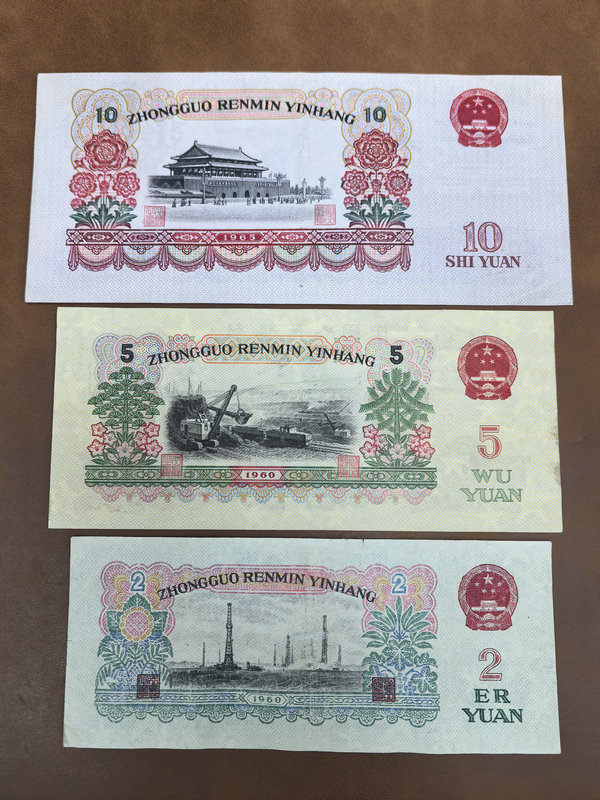 10 ZHONGGUO RENMIN YINHANG 10
1965
10
SHI YUAN
5 ZHONGGUO RENMIN YINHANG 5
1960
5
WU
YUAN
2 ZHONGGUO RENMIN YINHANG 2
1960
2
ER
YUAN